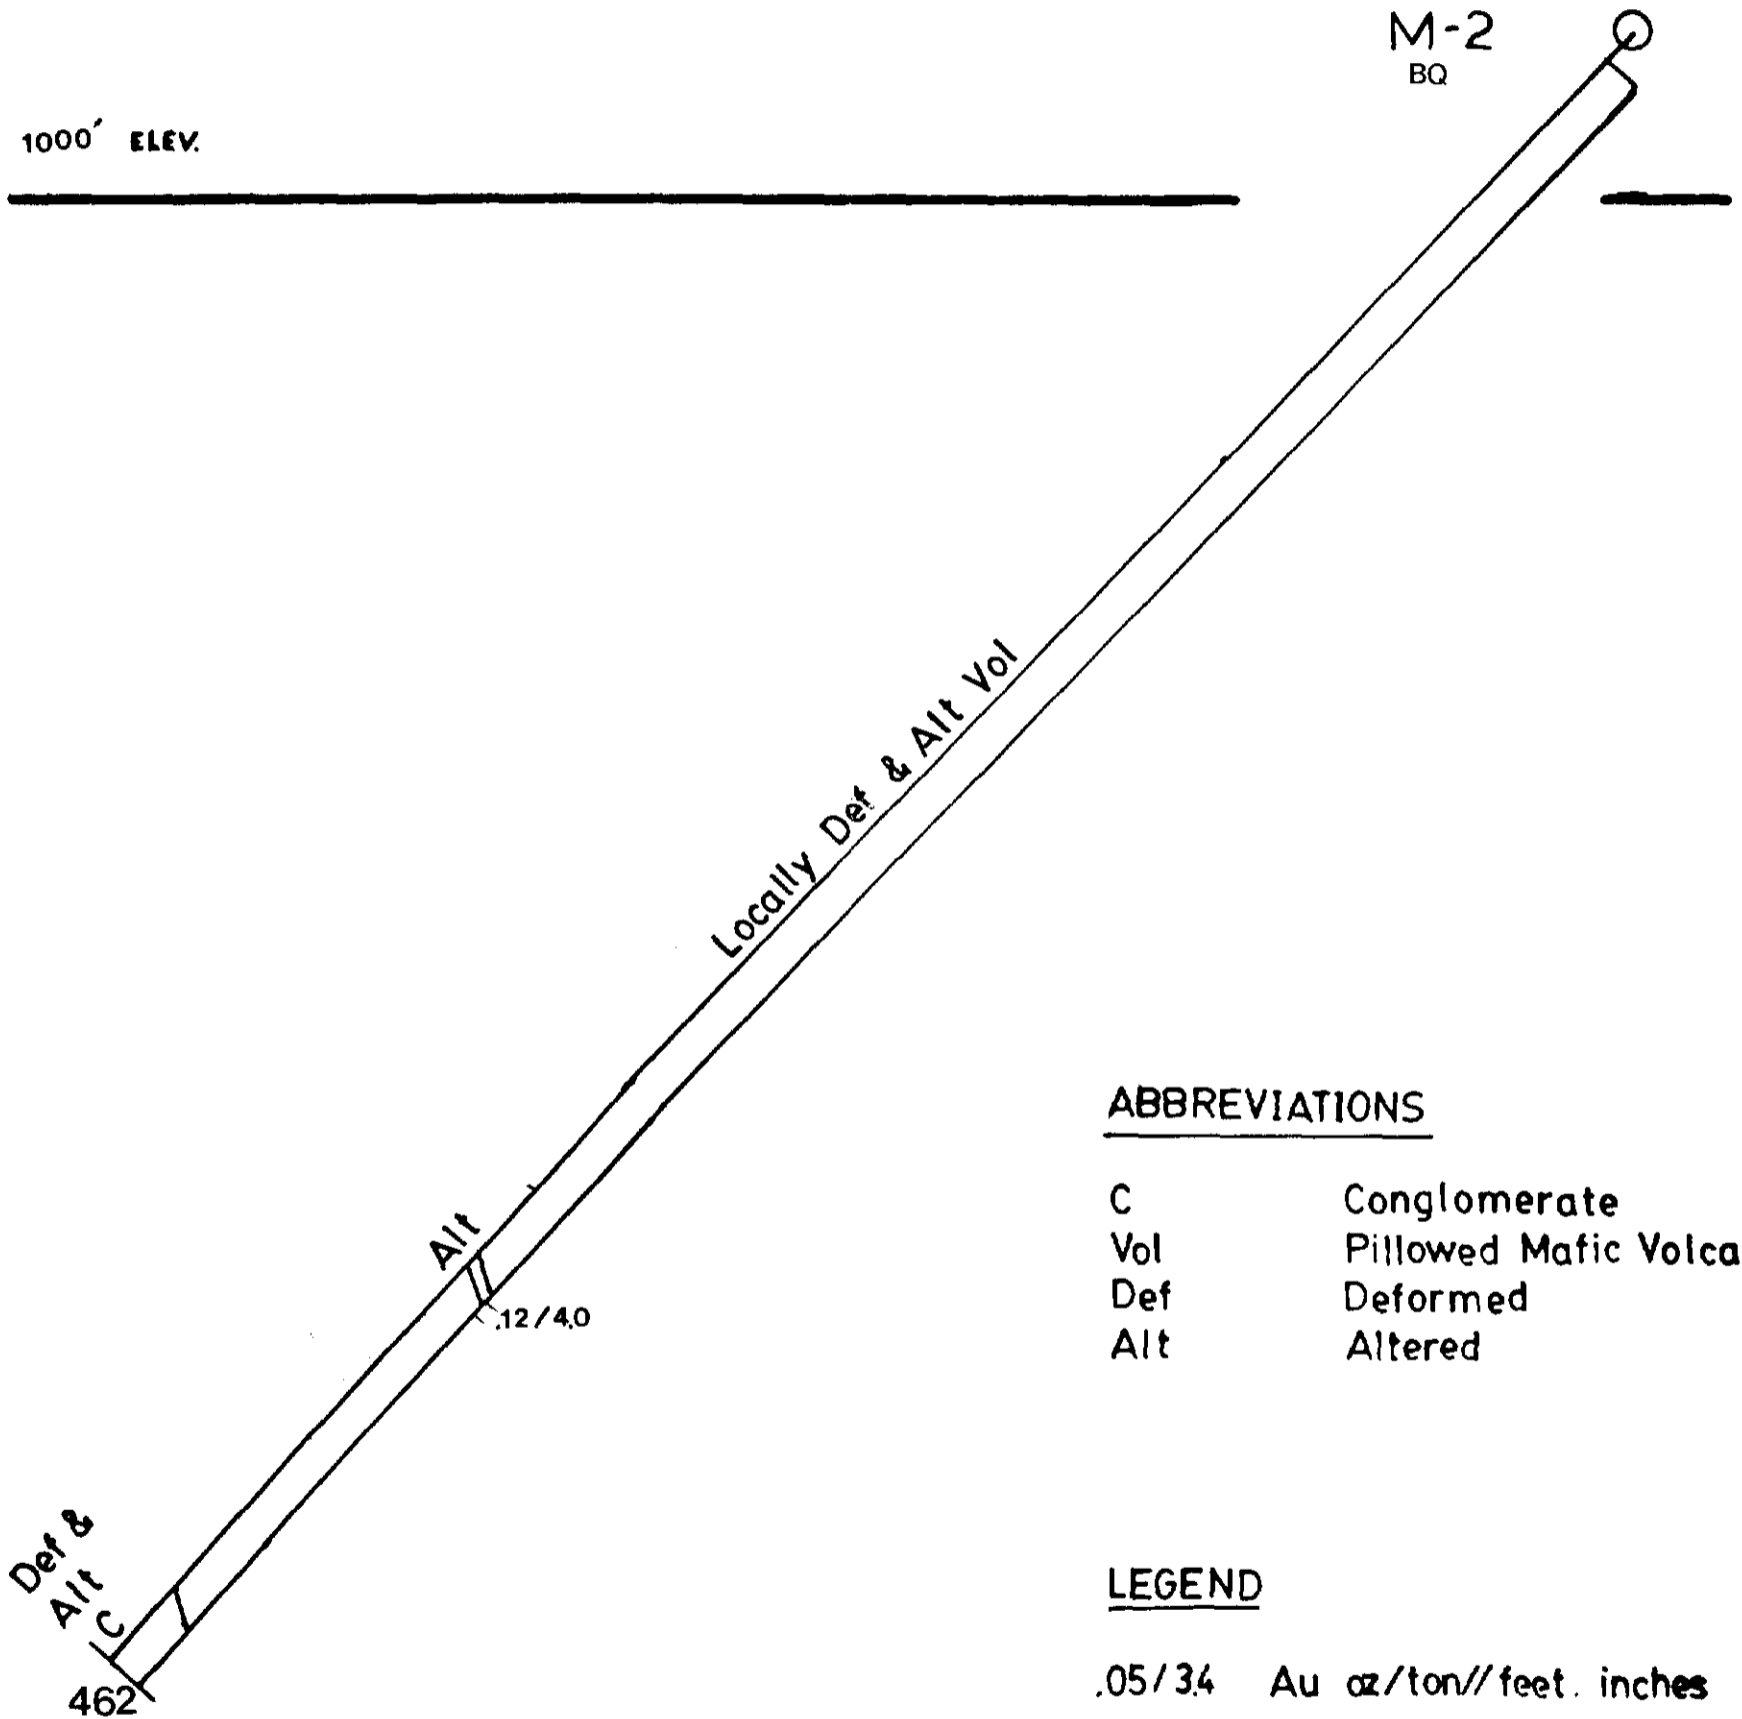 M-2
BQ
1000' ELEV.
Locally Def & Alt Vol
Alt
.12/4.0
Def &
Alt
C
462
ABBREVIATIONS
C Conglomerate
Vol Pillowed Mafic Volca
Def Deformed
Alt Altered
LEGEND
.05/3.4 Au oz/ton//feet. inches